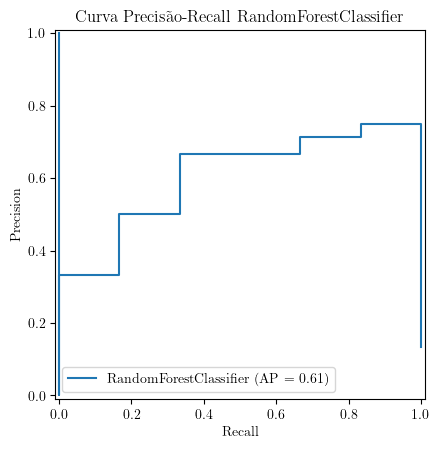 Curva Precisão-Recall RandomForestClassifier
1.0
0.8
0.6
0.4
0.2
0.0
Precision
RandomForestClassifier (AP = 0.61)
0.0 0.2 0.4 0.6 0.8 1.0
Recall